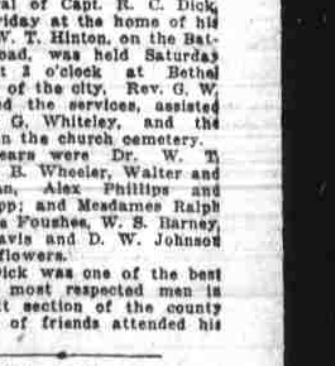 al of Capt. R. C. Dick,
riday at the home of his
W. T. Hinton, on the Bat-
oad, was held Saturday
t 3 o'clock at Bethel
of the city. Rev. G. W.
ed the services, assisted
G. Whiteley, and the
n the church cemetery.
ears were Dr. W. T.
B. Wheeler, Walter and
an, Alex Phillips and
pp; and Mesdames Ralph
e Foushee, W. S. Barney,
avis and D. W. Johnson
flowers.
Dick was one of the best
most respected men in
t section of the county
of friends attended his